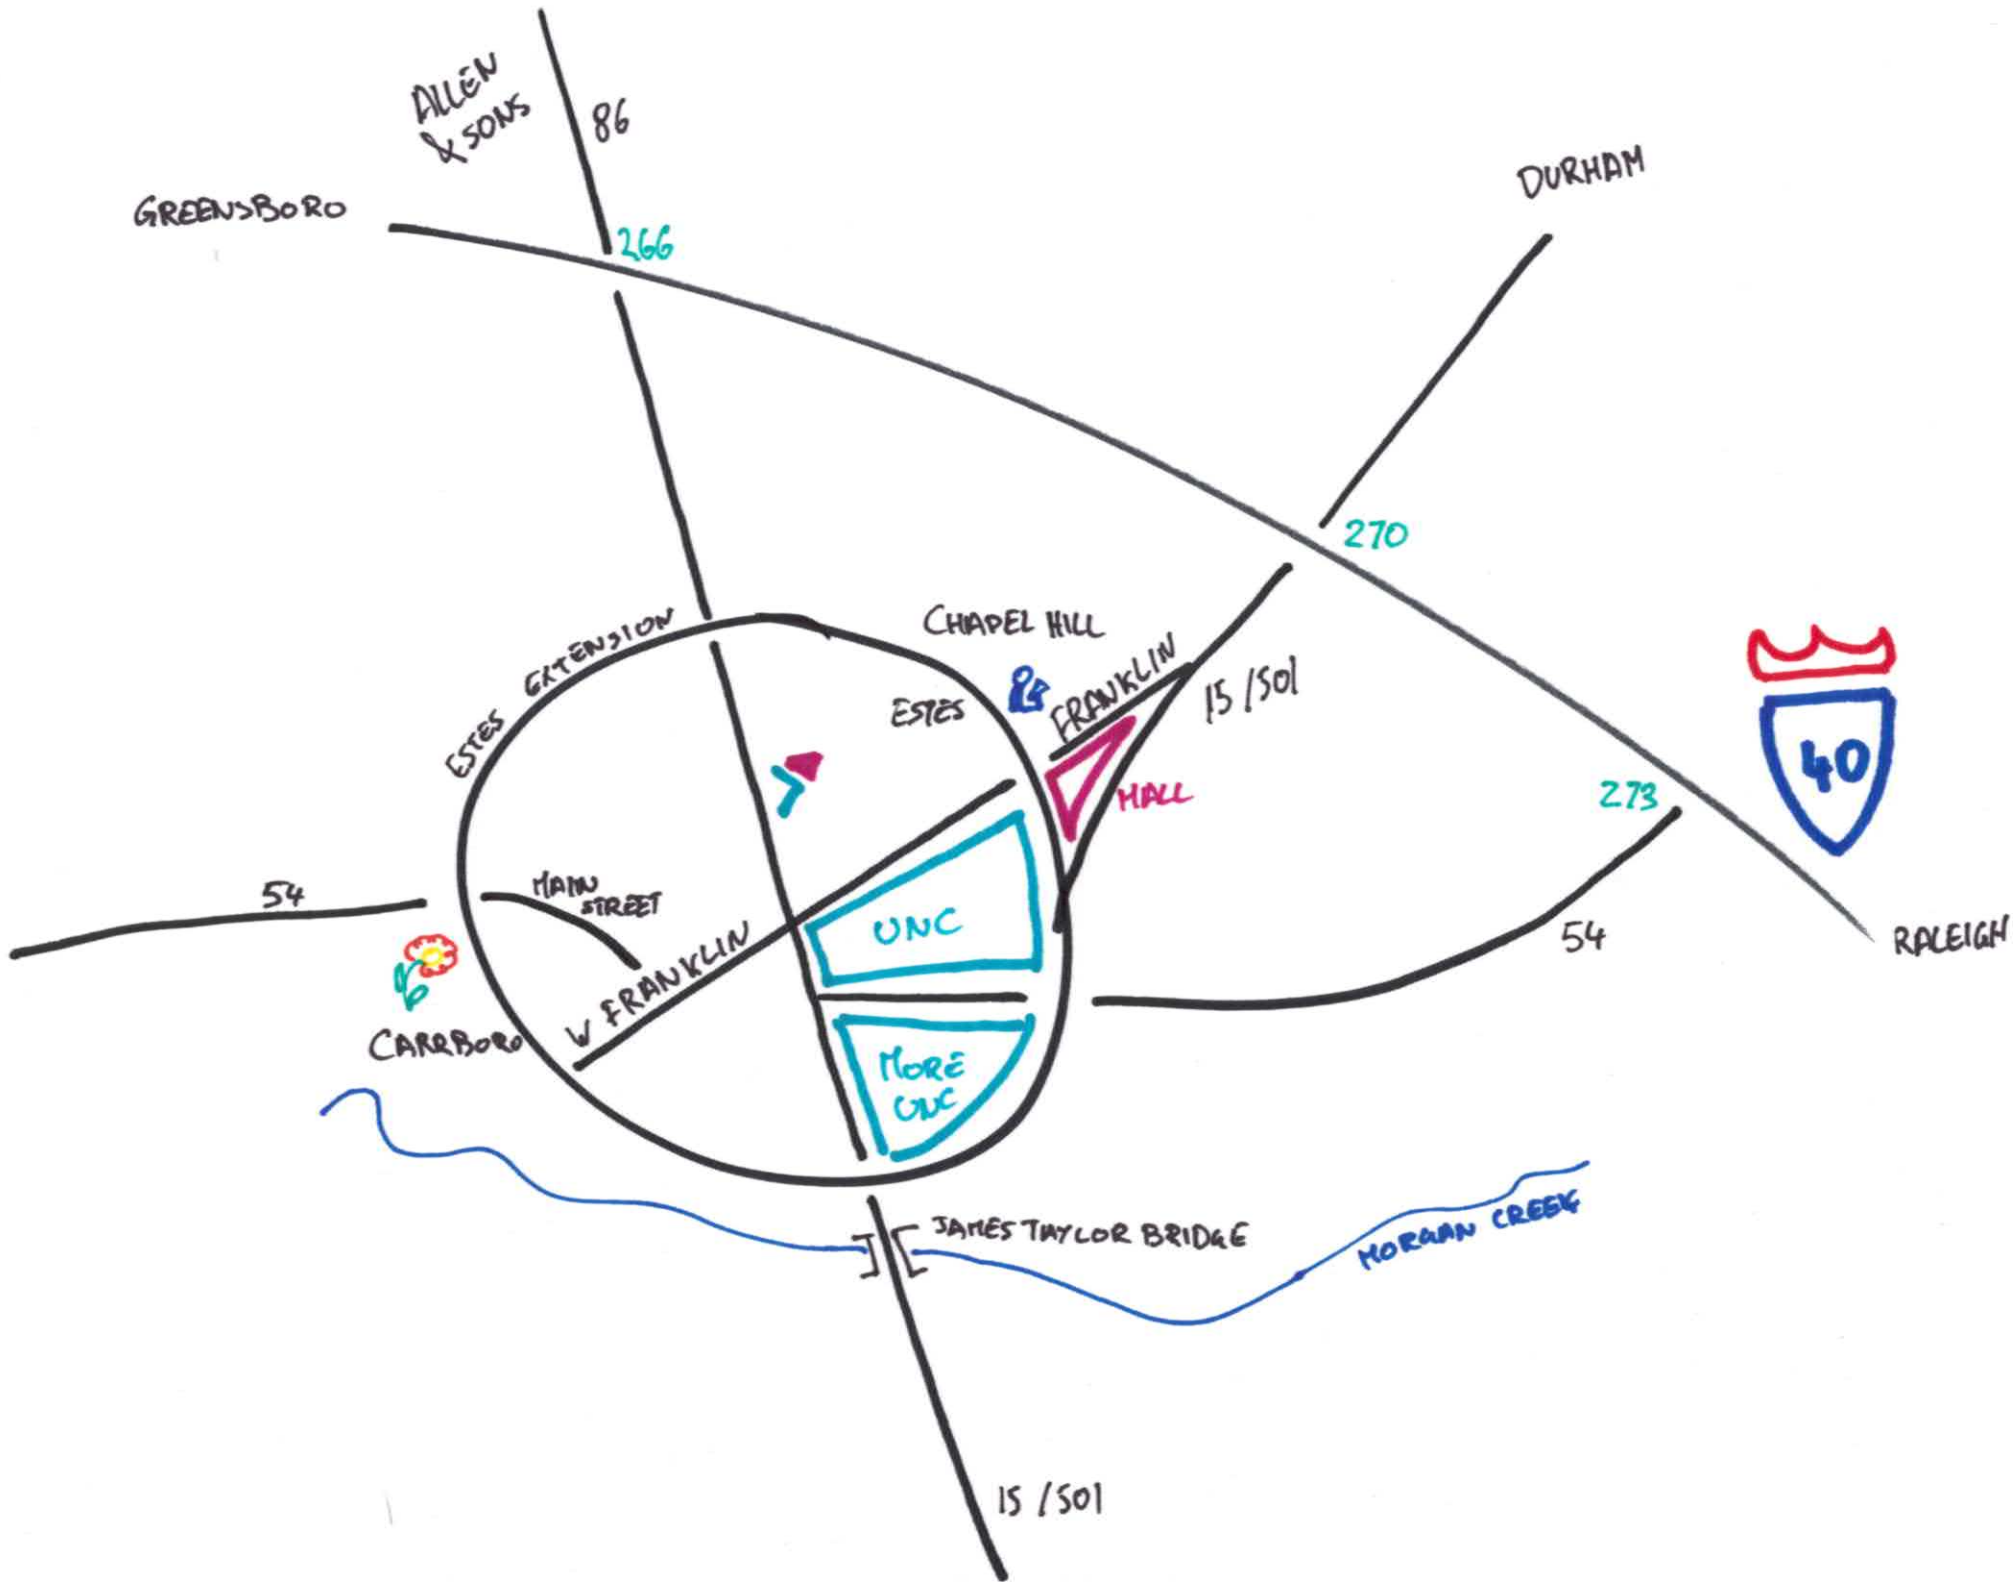 ALLEN
& SONS
86
GREENSBORO
DURHAM
266
270
CHAPEL HILL
ESTES EXTENSION
ESTES
FRANKLIN
15/501
MALL
273
40
54
MAIN
STREET
W FRANKLIN
UNC
54
RALEIGH
CARRBORO
MORE
UNC
JAMES TAYLOR BRIDGE
MORGAN CREEK
15/501